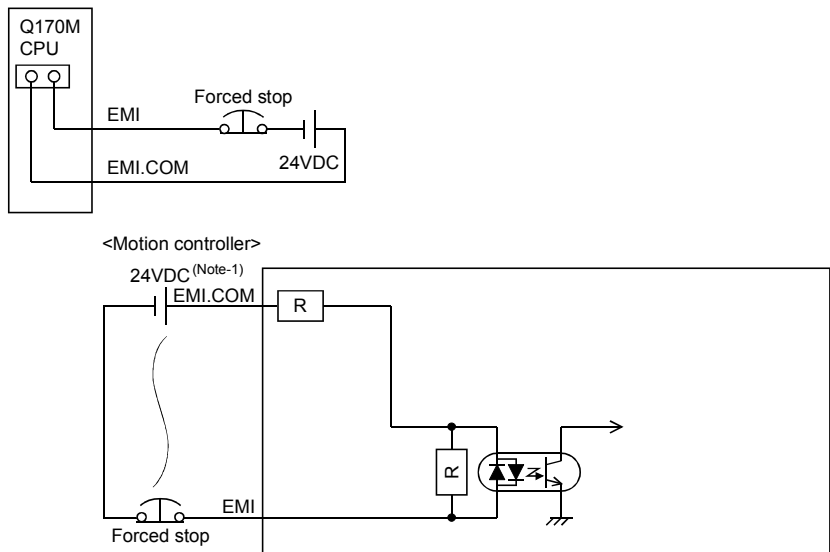 Q170M
CPU
Forced stop
EMI
24VDC
EMI.COM
<Motion controller>
24VDC (Note-1)
EMI.COM
R
R
EMI
Forced stop